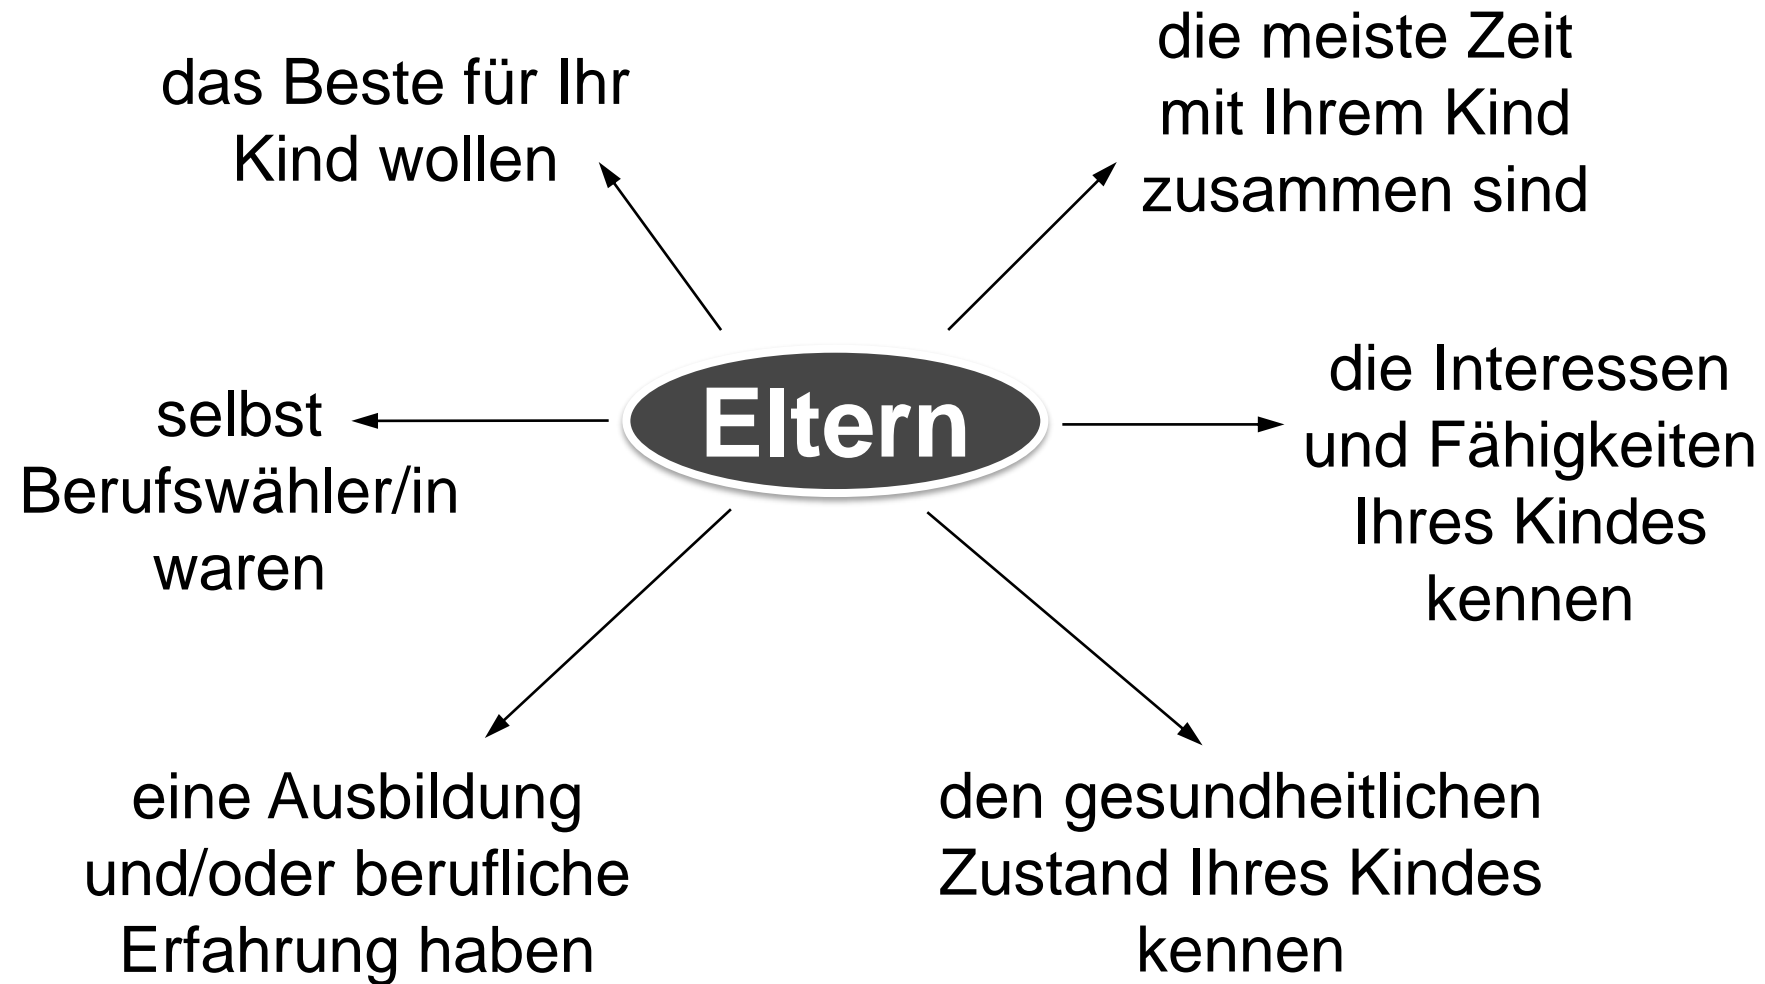 das Beste für Ihr
Kind wollen
die meiste Zeit
mit Ihrem Kind
zusammen sind
selbst
Berufswähler/in
waren
Eltern
die Interessen
und Fähigkeiten
Ihres Kindes
kennen
eine Ausbildung
und/oder berufliche
Erfahrung haben
den gesundheitlichen
Zustand Ihres Kindes
kennen